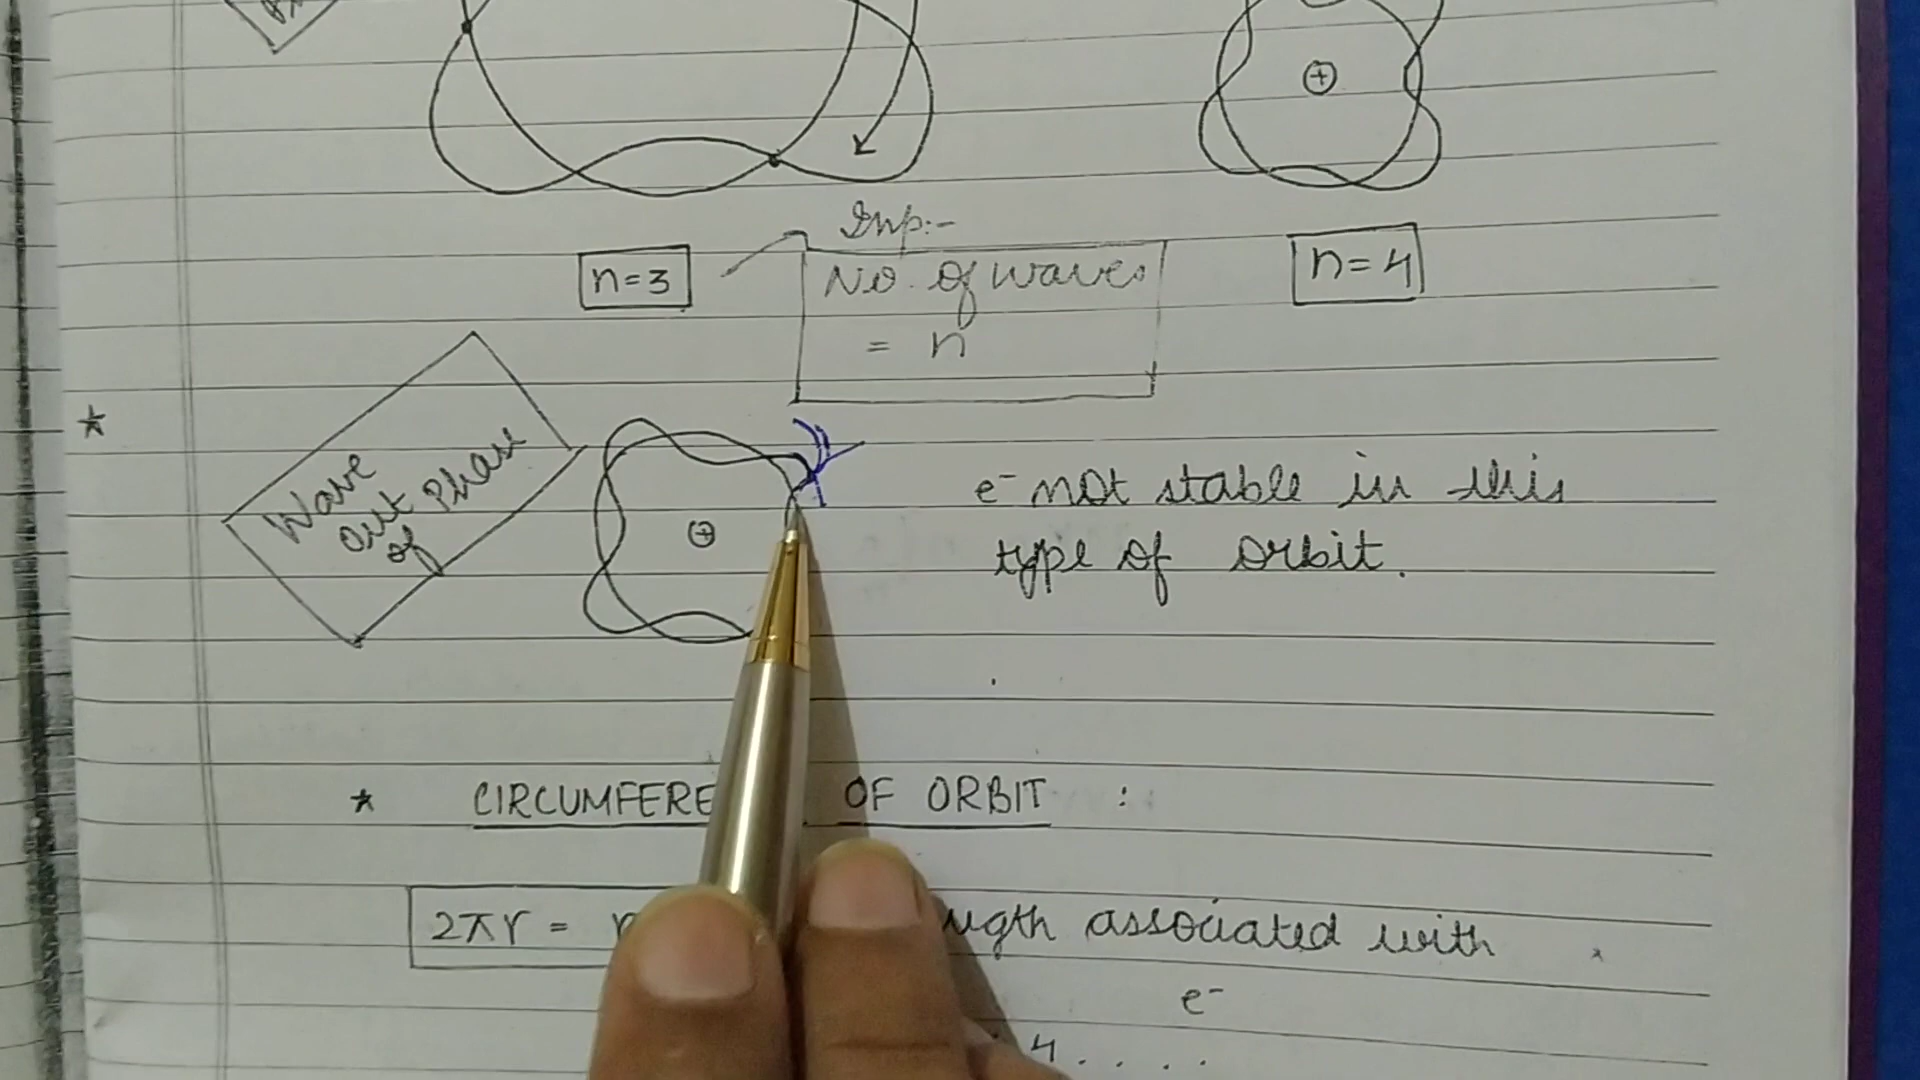 Imp:-
n=3
No. of waves
= n
n=4
+
+
★
Wave
out Phase
of
e⁻ not stable in this
type of orbit.
★ CIRCUMFERE OF ORBIT :
2πr = ngth associated with
e⁻
4 . . . .